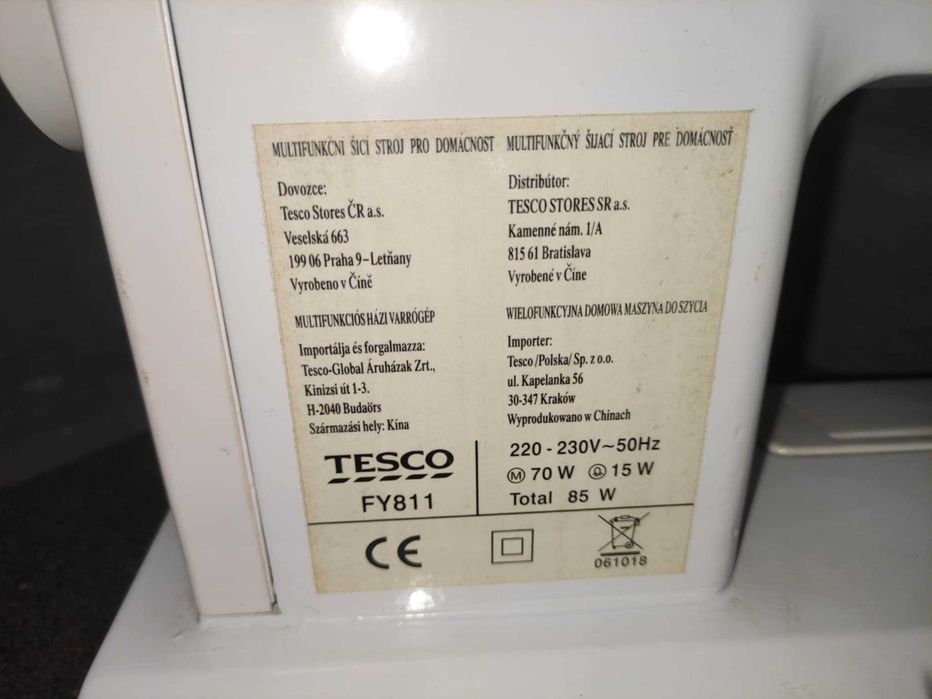 MULTIFUNKČNÍ ŠICÍ STROJ PRO DOMÁCNOST
Dovozce:
Tesco Stores ČR a.s.
Veselská 663
199 06 Praha 9-Letňany
Vyrobeno v Číně
MULTIFUNKČNÝ ŠIJACÍ STROJ PRE DOMÁCNOSŤ
Distribútor:
TESCO STORES SR a.s.
Kamenné nám. 1/A
815 61 Bratislava
Vyrobené v Číne
MULTIFUNKCIÓS HÁZI VARRÓGÉP
Importálja és forgalmazza:
Tesco-Global Áruházak Zrt.,
Kinizsi út 1-3.
H-2040 Budaörs
Származási hely: Kína
WIELOFUNKCYJNA DOMOWA MASZYNA DO SZYCIA
Importer:
Tesco /Polska/ Sp. z o.o.
ul. Kapelanka 56
30-347 Kraków
Wyprodukowano w Chinach
TESCO
FY811
220 - 230V~50Hz
M 70 W 15 W
Total 85 W
CE
061018